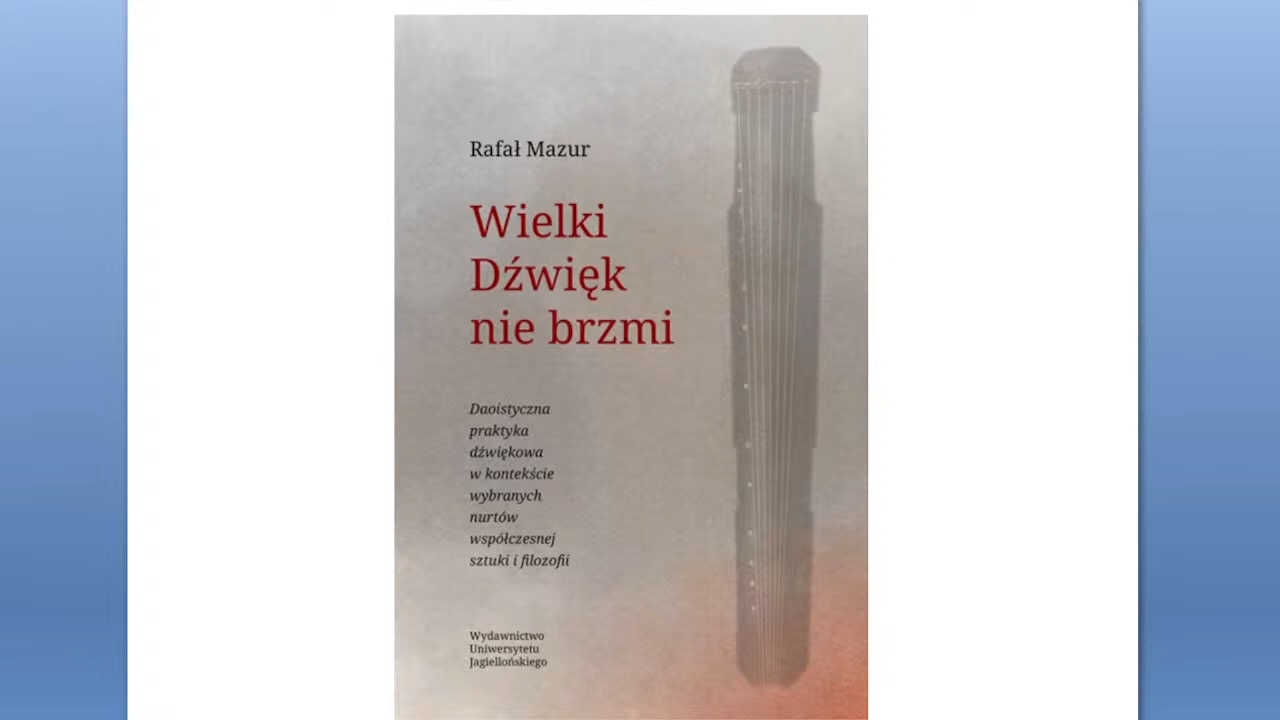 Rafał Mazur
Wielki
Dźwięk
nie brzmi
Daoistyczna
praktyka
dźwiękowa
w kontekście
wybranych
nurtów
współczesnej
sztuki i filozofii
Wydawnictwo
Uniwersytetu
Jagiellońskiego